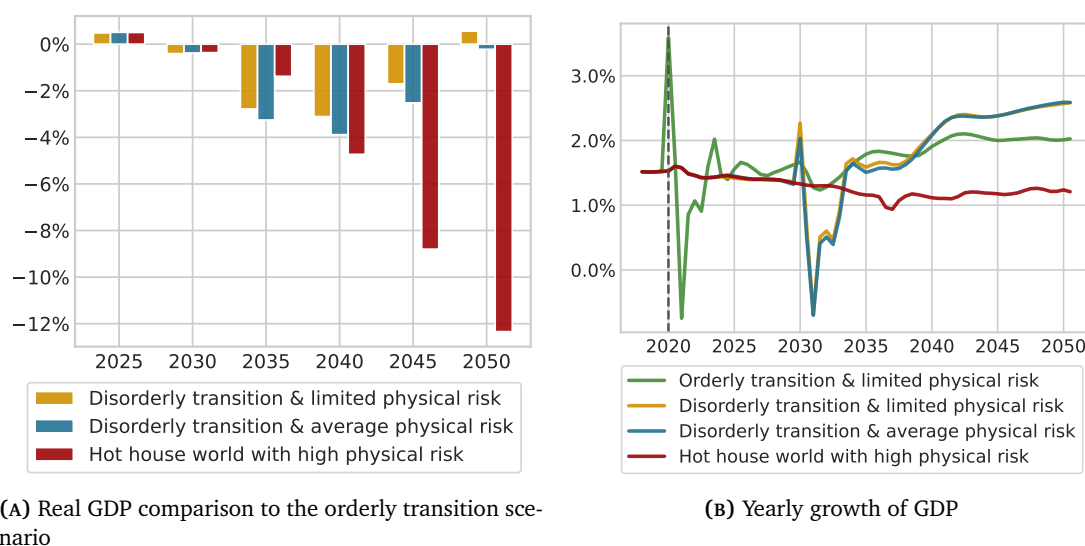 0%
−2%
−4%
−6%
−8%
−10%
−12%
2025 2030 2035 2040 2045 2050
Disorderly transition & limited physical risk
Disorderly transition & average physical risk
Hot house world with high physical risk
(A) Real GDP comparison to the orderly transition sce-
nario
3.0%
2.0%
1.0%
0.0%
2020 2025 2030 2035 2040 2045 2050
Orderly transition & limited physical risk
Disorderly transition & limited physical risk
Disorderly transition & average physical risk
Hot house world with high physical risk
(B) Yearly growth of GDP